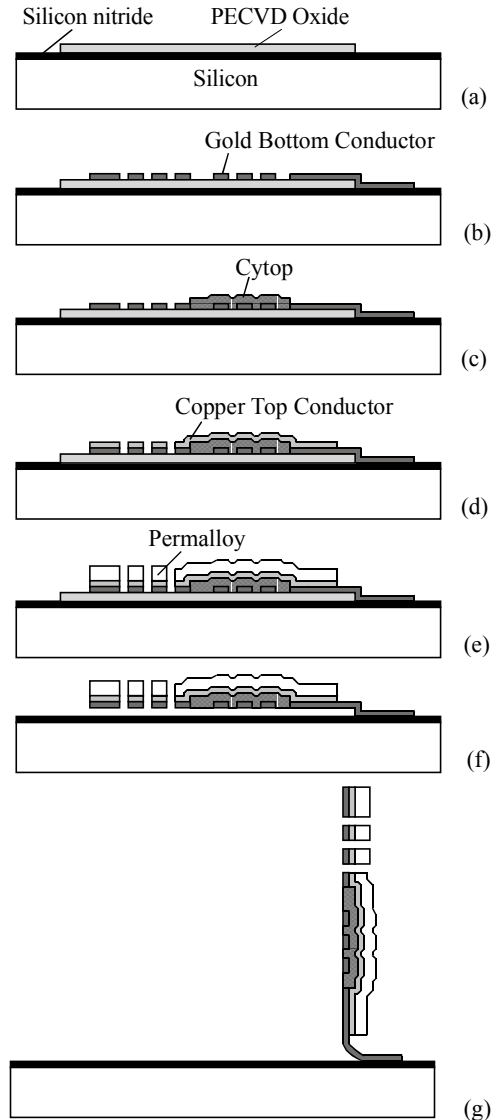 Silicon nitride
PECVD Oxide
Silicon
(a)
Gold Bottom Conductor
(b)
Cytop
(c)
Copper Top Conductor
(d)
Permalloy
(e)
(f)
(g)